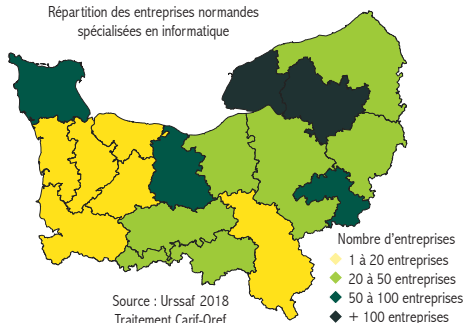 Répartition des entreprises normandes
spécialisées en informatique
Nombre d'entreprises
1 à 20 entreprises
20 à 50 entreprises
50 à 100 entreprises
+ 100 entreprises
Source : Urssaf 2018
Traitement Carif-Oref